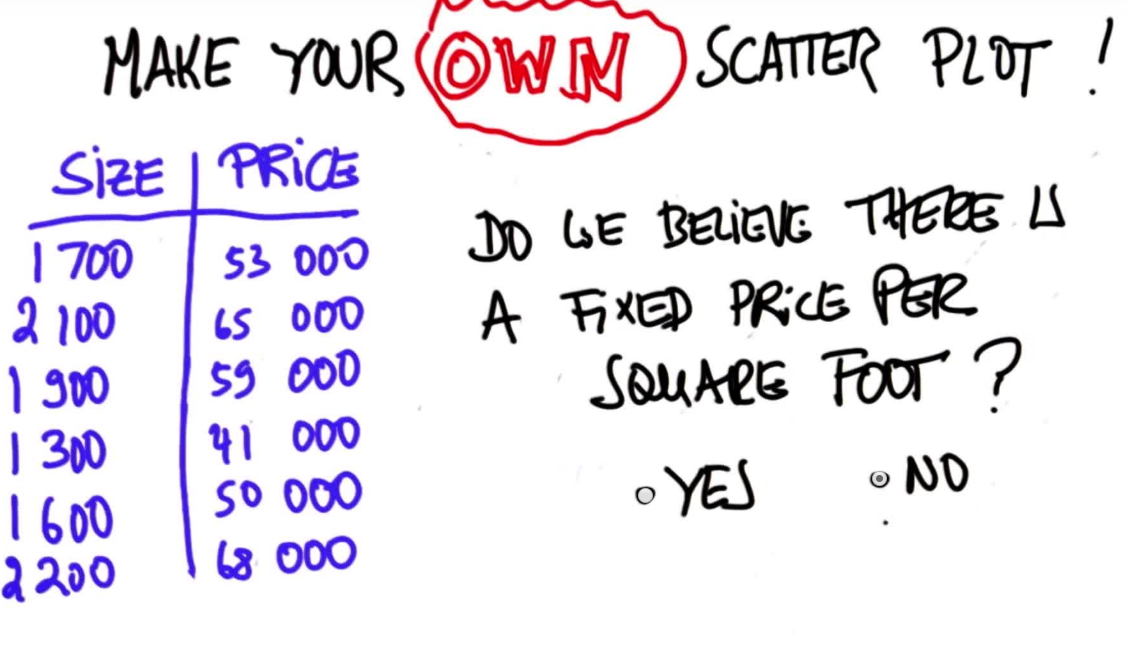 MAKE YOUR OWN SCATTER PLOT!
SIZE PRICE
1700 53 000
2100 65 000
1900 59 000
1300 41 000
1600 50 000
2200 68 000
DO WE BELIEVE THERE IS
A FIXED PRICE PER
SQUARE FOOT?
YES NO